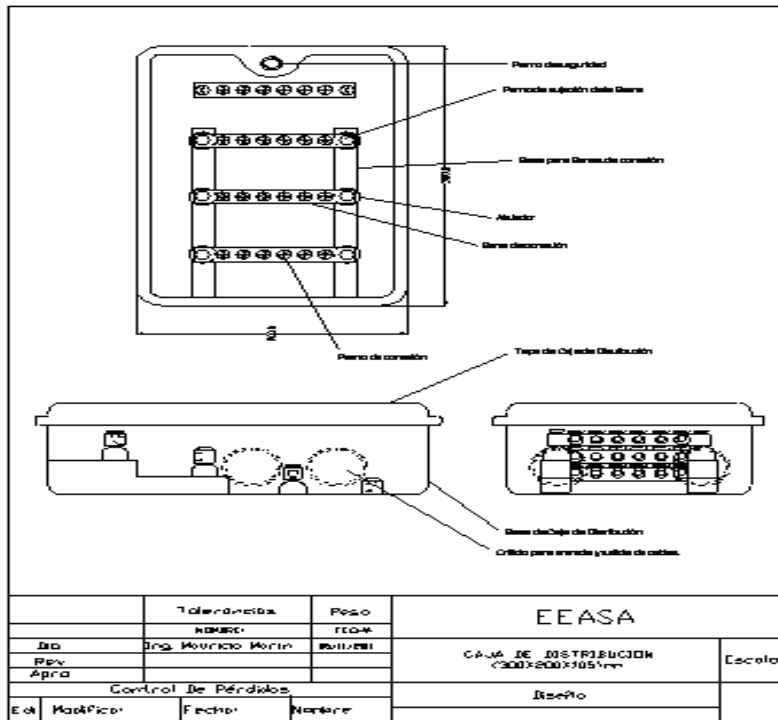 Perno de seguridad
Perno de sujeción de la Barra
Base para Barras de conexión
Aislador
Barra de conexión
Perno de conexión
Tapa de Caja de Distribución
Base de Caja de Distribución
Orificio para entrada y salida de cables.
Tolerancias
Peso
EEASA
NOMBRE
FECHA
Dib
Ing. Mauricio Marin
CAJA DE DISTRIBUCION
(300X200X105)mm
Escala
Rev
Apro
Control De Pérdidas
Diseño
Edi
Modifico
Fecha
Nombre